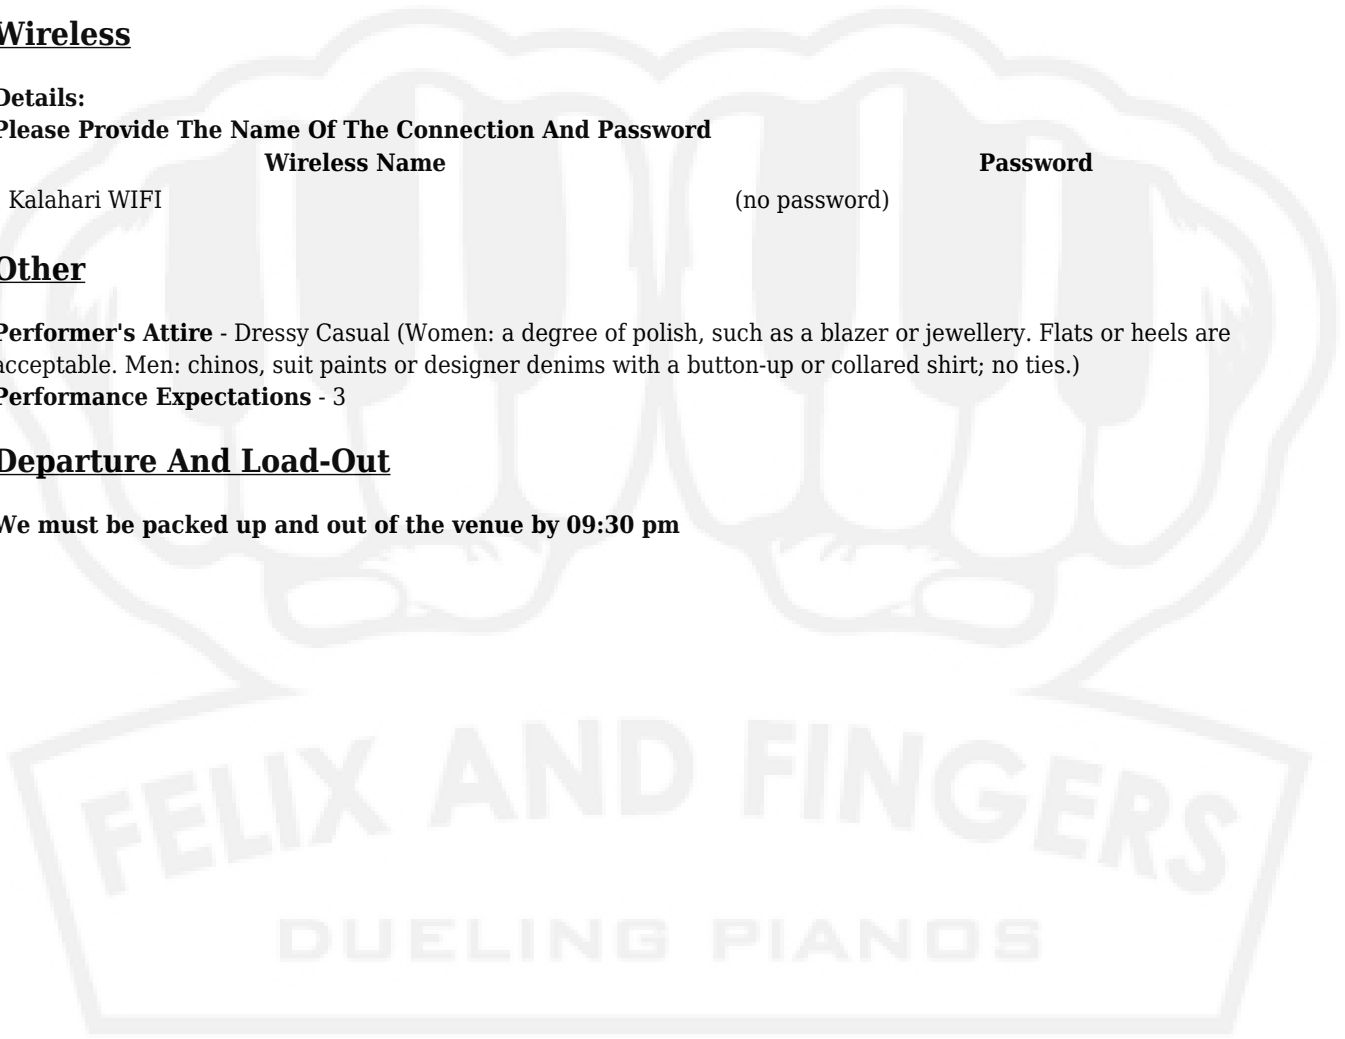 Wireless
Details:
Please Provide The Name Of The Connection And Password
Wireless Name Password
Kalahari WIFI (no password)
Other
Performer's Attire - Dressy Casual (Women: a degree of polish, such as a blazer or jewellery. Flats or heels are
acceptable. Men: chinos, suit paints or designer denims with a button-up or collared shirt; no ties.)
Performance Expectations - 3
Departure And Load-Out
We must be packed up and out of the venue by 09:30 pm
FELIX AND FINGERS
DUELING PIANOS